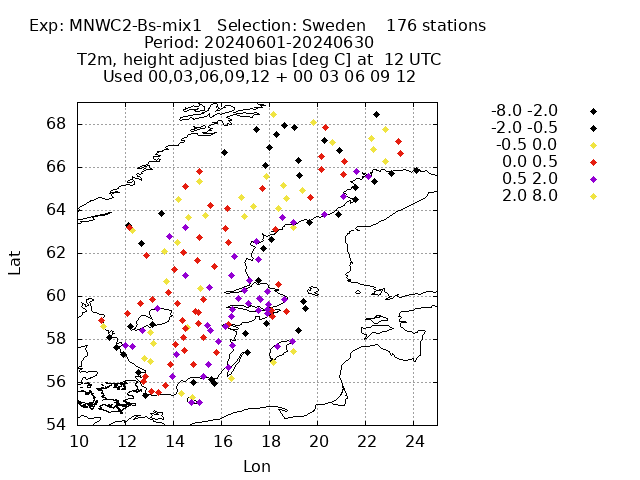 Exp: MNWC2-Bs-mix1 Selection: Sweden 176 stations
Period: 20240601-20240630
T2m, height adjusted bias [deg C] at 12 UTC
Used 00,03,06,09,12 + 00 03 06 09 12
-8.0 -2.0
-2.0 -0.5
-0.5 0.0
0.0 0.5
0.5 2.0
2.0 8.0
68
66
64
62
60
58
56
54
Lat
10 12 14 16 18 20 22 24
Lon